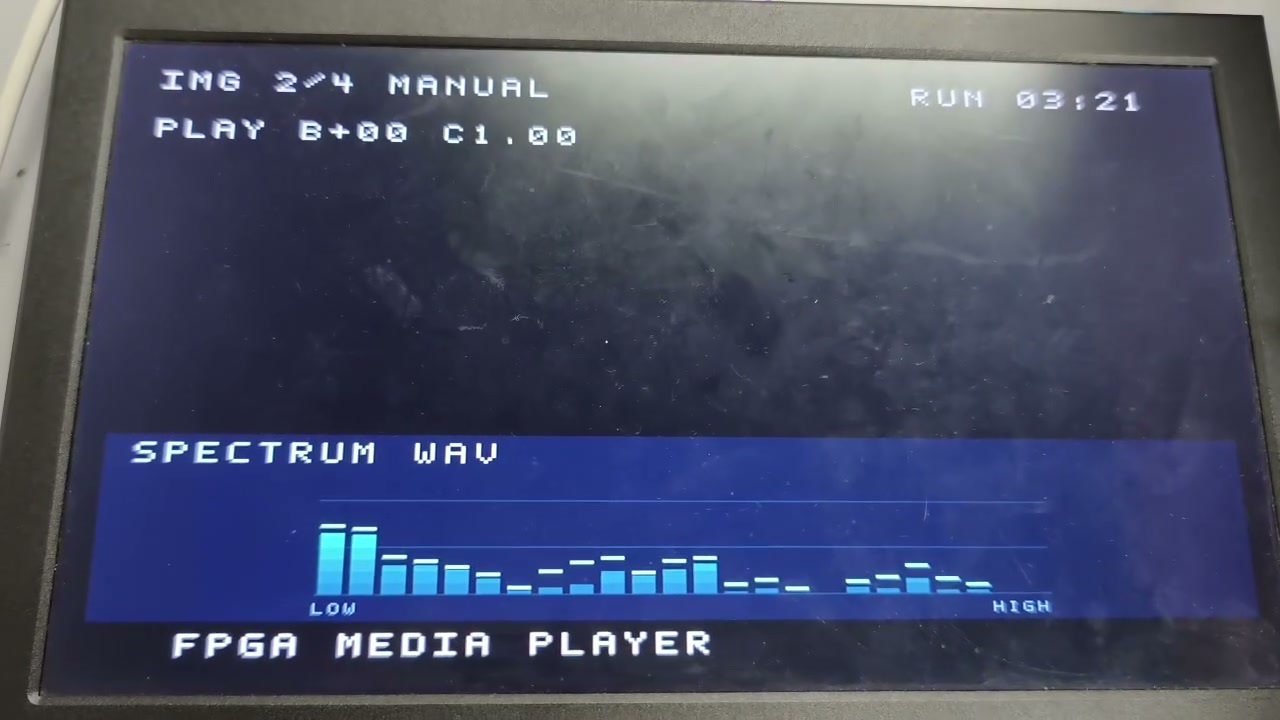 IMG 2/4 MANUAL
RUN 03:21
PLAY B+00 C1.00
SPECTRUM WAV
LOW
HIGH
FPGA MEDIA PLAYER